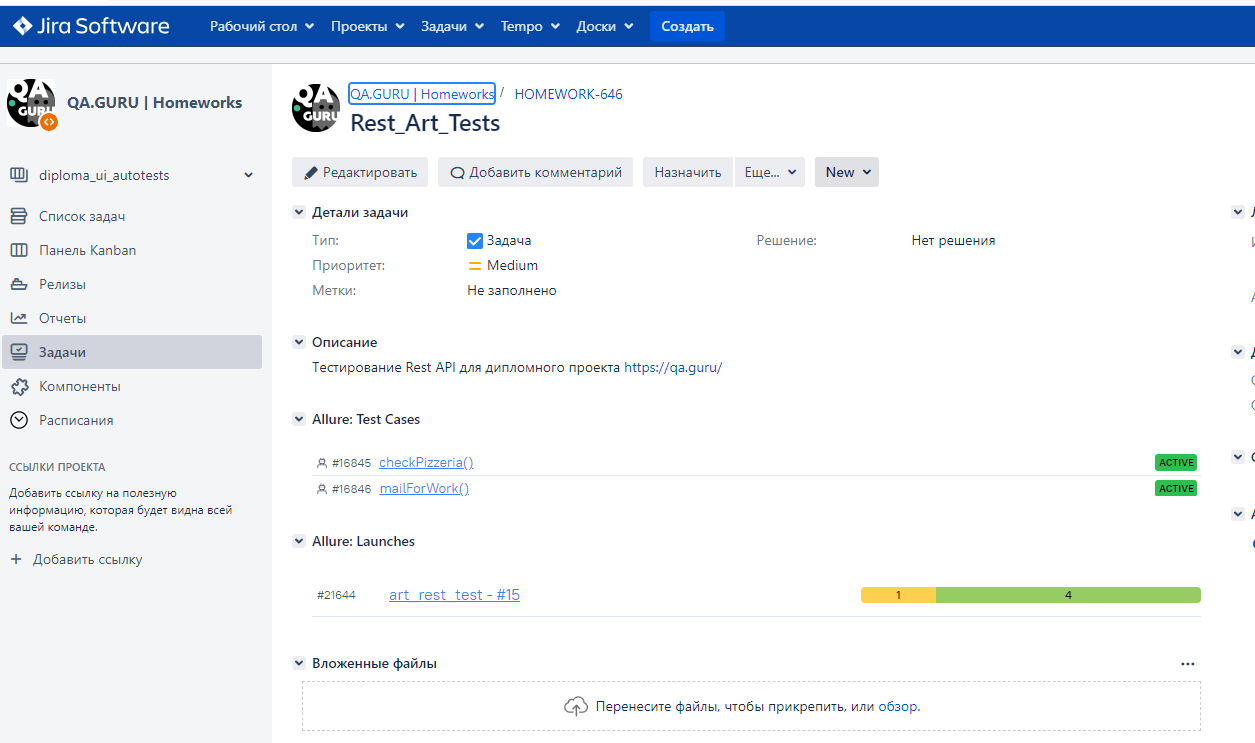 Jira Software Рабочий стол Проекты Задачи Tempo Доски Создать
QA GURU
QA.GURU | Homeworks
diploma_ui_autotests
Список задач
Панель Kanban
Релизы
Отчеты
Задачи
Компоненты
Расписания
ССЫЛКИ ПРОЕКТА
Добавить ссылку на полезную
информацию, которая будет видна всей
вашей команде.
+ Добавить ссылку
QA GURU
QA.GURU | Homeworks / HOMEWORK-646
Rest_Art_Tests
Редактировать Добавить комментарий Назначить Еще... New
Детали задачи
Тип: Задача Решение: Нет решения
Приоритет: Medium
Метки: Не заполнено
Описание
Тестирование Rest API для дипломного проекта https://qa.guru/
Allure: Test Cases
#16845 checkPizzeria() ACTIVE
#16846 mailForWork() ACTIVE
Allure: Launches
#21644 art_rest_test - #15 1 4
Вложенные файлы ...
Перенесите файлы, чтобы прикрепить, или обзор.